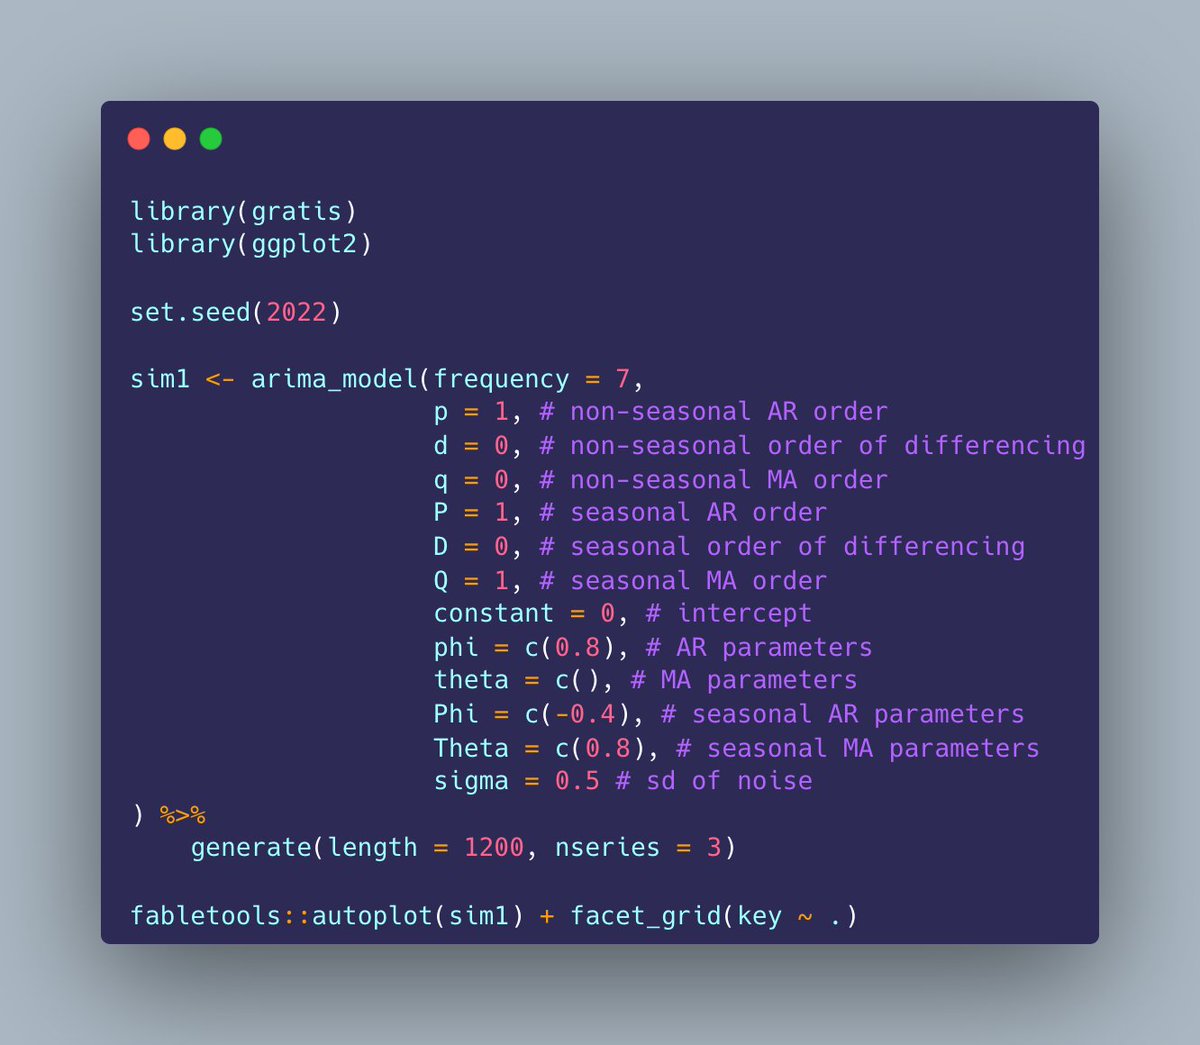 library(gratis)
library(ggplot2)
set.seed(2022)
sim1 <- arima_model(frequency = 7,
p = 1, # non-seasonal AR order
d = 0, # non-seasonal order of differencing
q = 0, # non-seasonal MA order
P = 1, # seasonal AR order
D = 0, # seasonal order of differencing
Q = 1, # seasonal MA order
constant = 0, # intercept
phi = c(0.8), # AR parameters
theta = c(), # MA parameters
Phi = c(-0.4), # seasonal AR parameters
Theta = c(0.8), # seasonal MA parameters
sigma = 0.5 # sd of noise
) %>%
generate(length = 1200, nseries = 3)
fabletools::autoplot(sim1) + facet_grid(key ~ .)